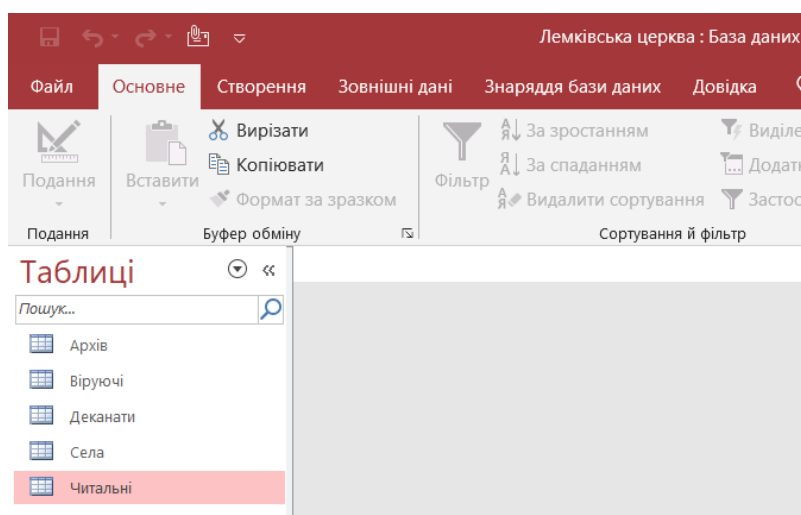 Лемківська церква : База даних
Файл Основне Створення Зовнішні дані Знаряддя бази даних Довідка
Подання
Вставити
Вирізати
Копіювати
Формат за зразком
Фільтр
За зростанням
За спаданням
Видалити сортування
Подання Буфер обміну Сортування й фільтр
Таблиці
Пошук...
Архів
Віруючі
Деканати
Села
Читальні